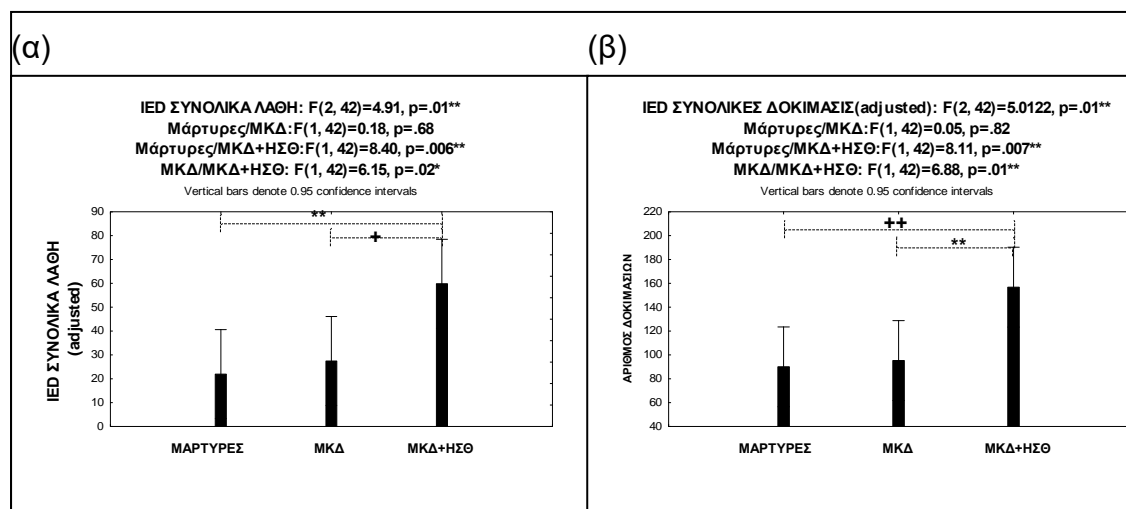 (α)
(β)
IED ΣΥΝΟΛΙΚΑ ΛΑΘΗ: F(2, 42)=4.91, p=.01**
Μάρτυρες/ΜΚΔ:F(1, 42)=0.18, p=.68
Μάρτυρες/ΜΚΔ+ΗΣΘ:F(1, 42)=8.40, p=.006**
ΜΚΔ/ΜΚΔ+ΗΣΘ: F(1, 42)=6.15, p=.02*
Vertical bars denote 0.95 confidence intervals
90
80
70
60
50
40
30
20
10
0
IED ΣΥΝΟΛΙΚΑ ΛΑΘΗ
(adjusted)
**
+
ΜΑΡΤΥΡΕΣ ΜΚΔ ΜΚΔ+ΗΣΘ
IED ΣΥΝΟΛΙΚΕΣ ΔΟΚΙΜΑΣΙΣ(adjusted): F(2, 42)=5.0122, p=.01**
Μάρτυρες/ΜΚΔ:F(1, 42)=0.05, p=.82
Μάρτυρες/ΜΚΔ+ΗΣΘ:F(1, 42)=8.11, p=.007**
ΜΚΔ/ΜΚΔ+ΗΣΘ: F(1, 42)=6.88, p=.01**
Vertical bars denote 0.95 confidence intervals
220
200
180
160
140
120
100
80
60
40
ΑΡΙΘΜΟΣ ΔΟΚΙΜΑΣΙΩΝ
++
**
ΜΑΡΤΥΡΕΣ ΜΚΔ ΜΚΔ+ΗΣΘ